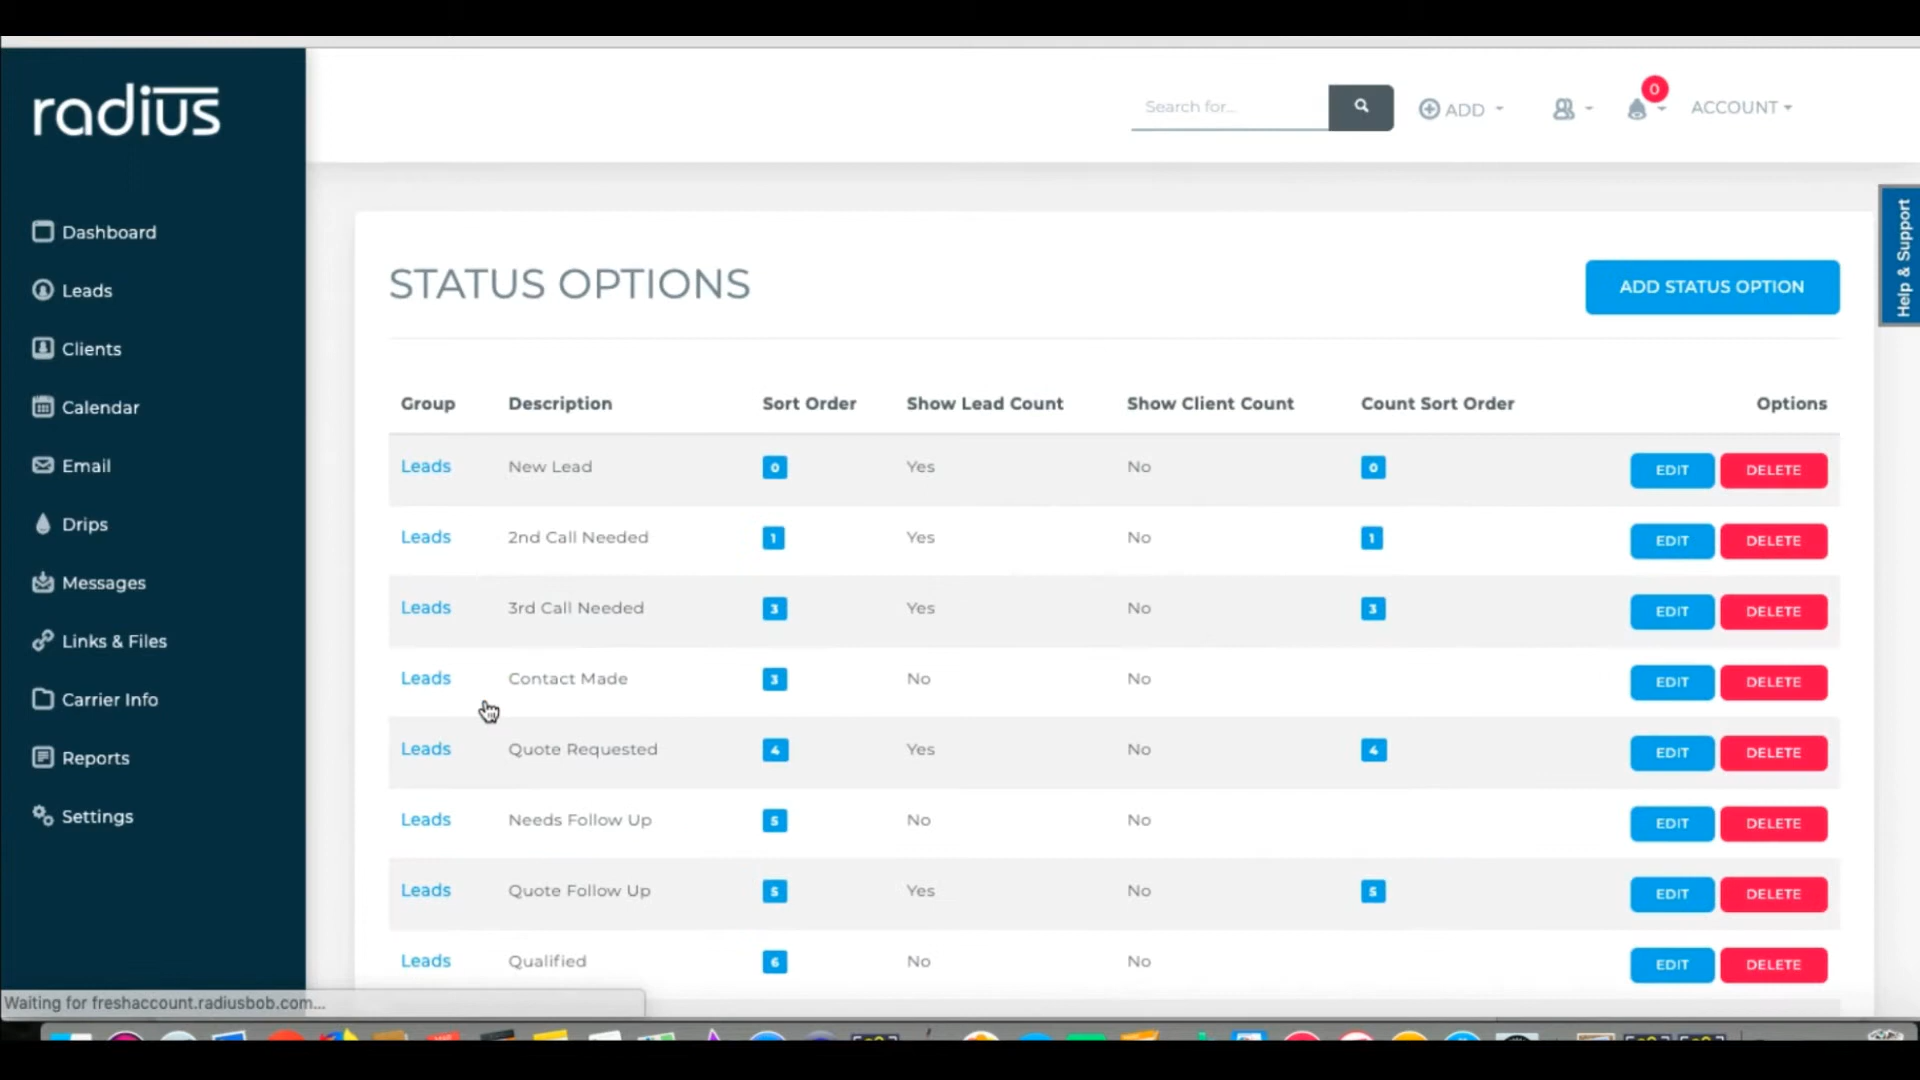 radius
Search for...
ADD
0
ACCOUNT
Dashboard
Leads
Clients
Calendar
Email
Drips
Messages
Links & Files
Carrier Info
Reports
Settings
Help & Support
STATUS OPTIONS
ADD STATUS OPTION
Group Description Sort Order Show Lead Count Show Client Count Count Sort Order Options
Leads New Lead 0 Yes No 0 EDIT DELETE
Leads 2nd Call Needed 1 Yes No 1 EDIT DELETE
Leads 3rd Call Needed 3 Yes No 3 EDIT DELETE
Leads Contact Made 3 No No EDIT DELETE
Leads Quote Requested 4 Yes No 4 EDIT DELETE
Leads Needs Follow Up 5 No No EDIT DELETE
Leads Quote Follow Up 5 Yes No 5 EDIT DELETE
Leads Qualified 6 No No EDIT DELETE
Waiting for freshaccount.radiusbob.com...